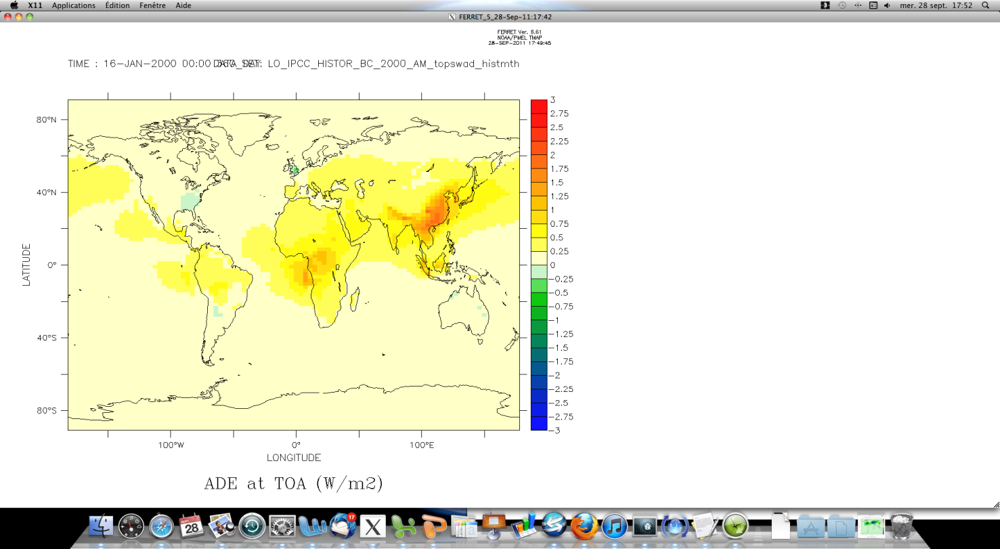 X11 Applications Édition Fenêtre Aide
3 mer. 28 sept. 17:52
X FERRET_5_28-Sep-11:17:42
FERRET Ver. 6.61
NOAA/PMEL TMAP
28-SEP-2011 17:49:45
TIME : 16-JAN-2000 00:00 DATA SET: LO_IPCC_HISTOR_BC_2000_AM_topswad_histmth
3
2.75
2.5
2.25
2
1.75
1.5
1.25
1
0.75
0.5
0.25
0
-0.25
-0.5
-0.75
-1
-1.25
-1.5
-1.75
-2
-2.25
-2.5
-2.75
-3
80°N
40°N
0°
40°S
80°S
LATITUDE
100°W 0° 100°E
LONGITUDE
ADE at TOA (W/m2)
SEPT.
28
17
X